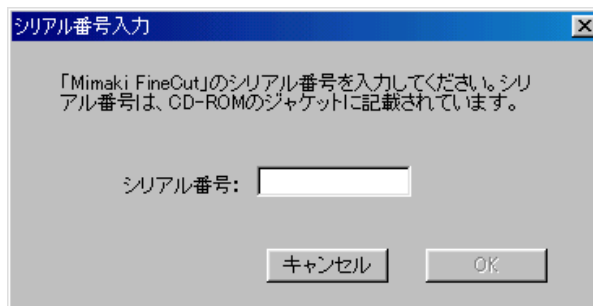 シリアル番号入力
「Mimaki FineCut」のシリアル番号を入力してください。シリ
アル番号は、CD-ROMのジャケットに記載されています。
シリアル番号:
キャンセル OK